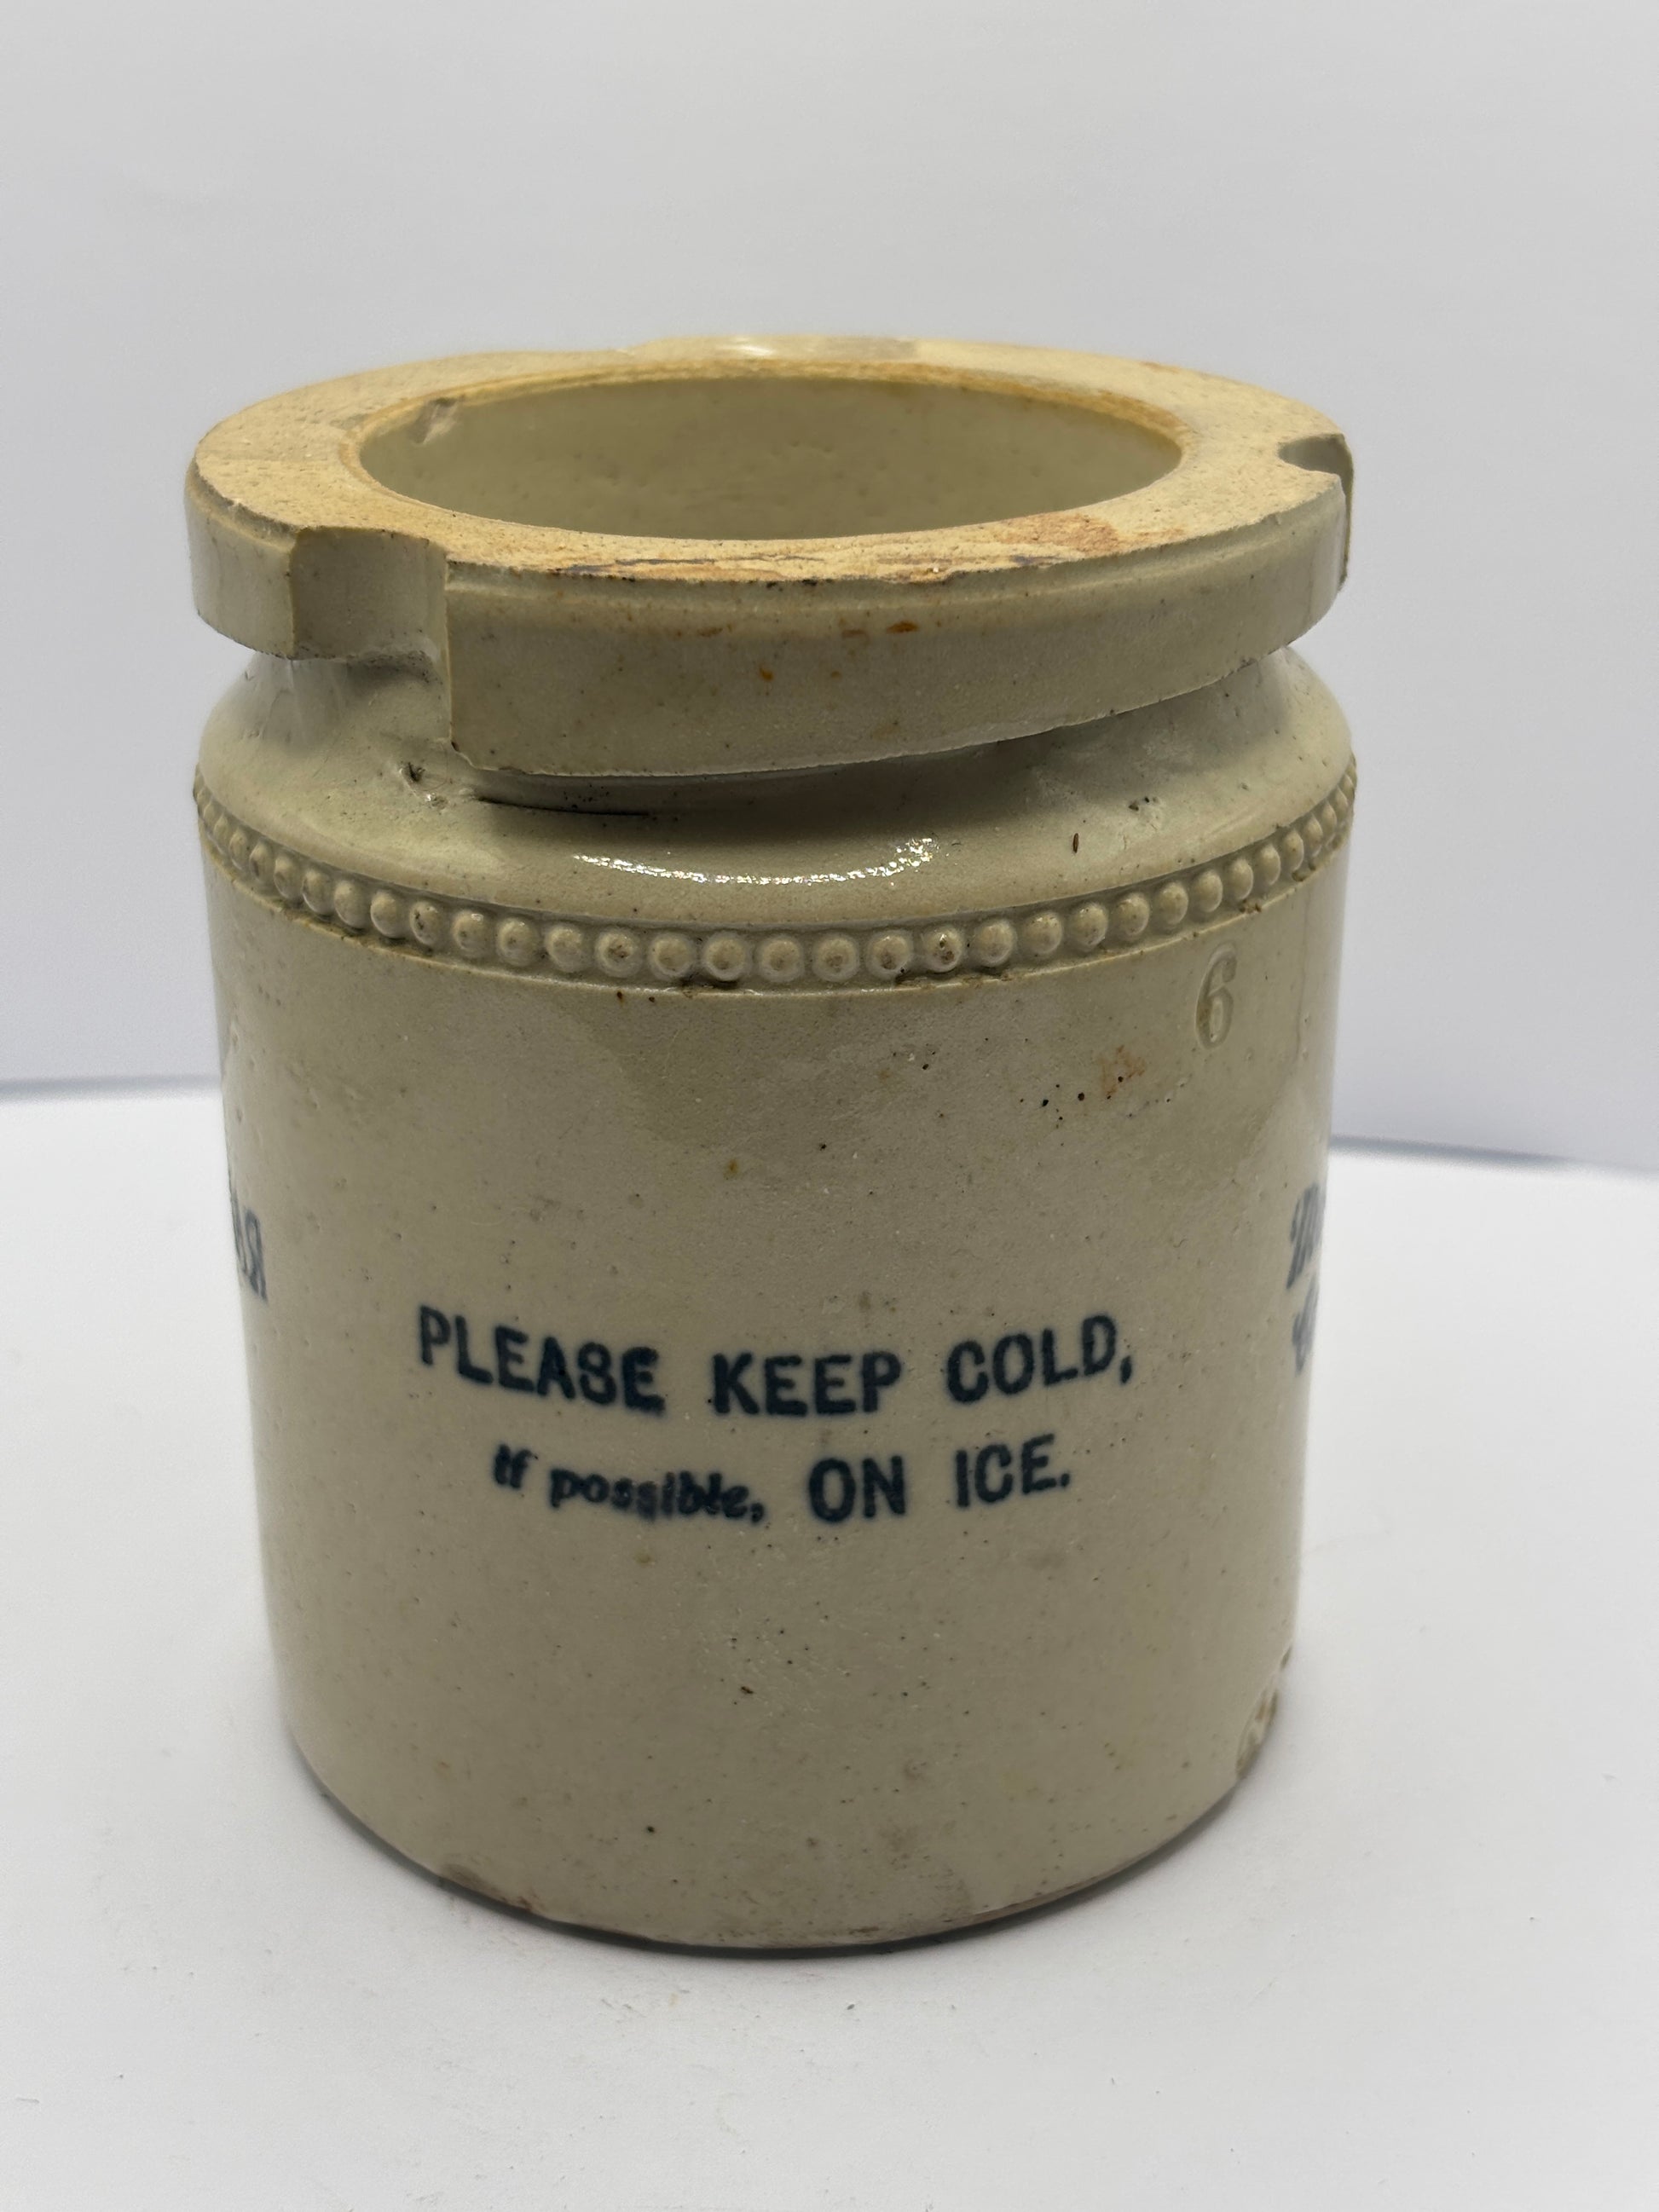 6
PLEASE KEEP COLD,
If possible, ON ICE.